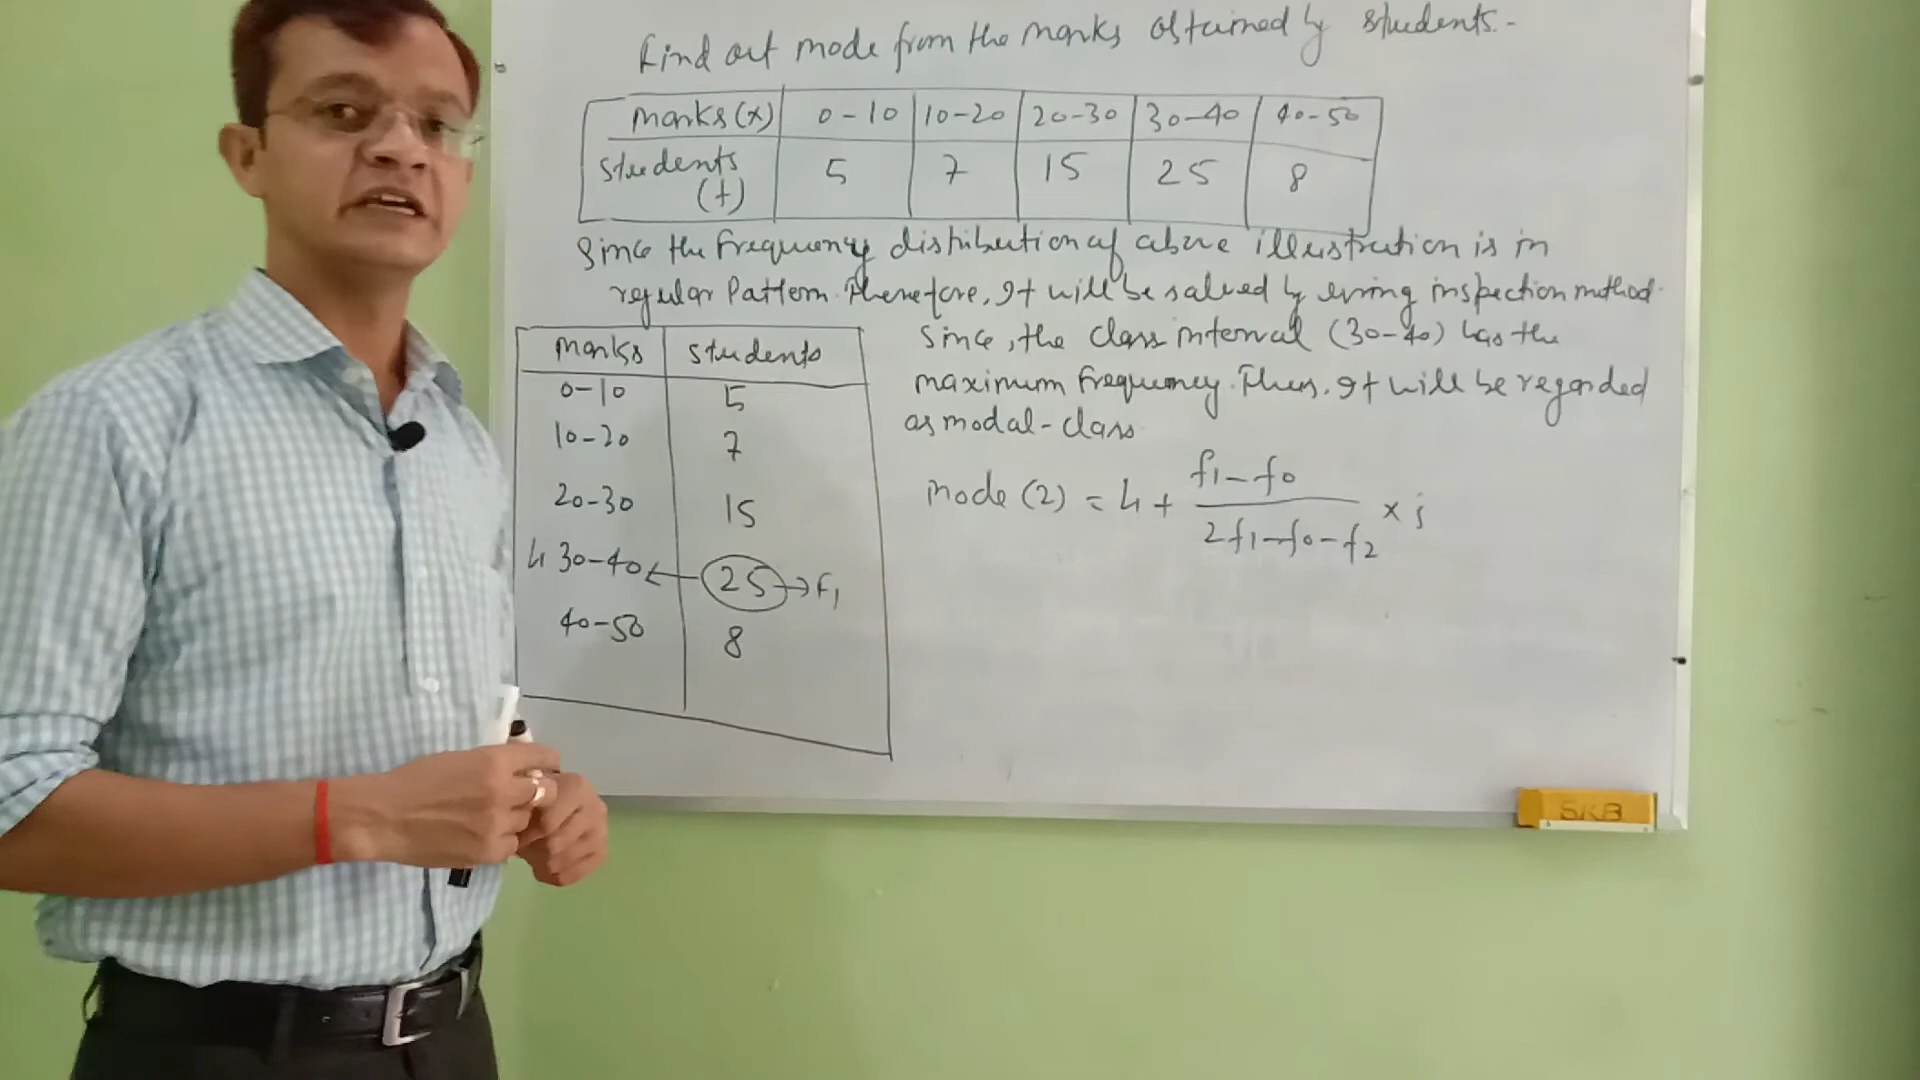 Find out mode from the marks obtained by students.-
Marks (x) 0-10 10-20 20-30 30-40 40-50
Students (f) 5 7 15 25 8
Since the frequency distribution of above illustration is in
regular Pattern. Therefore, It will be solved by using inspection method.
Marks Students
0-10 5
10-20 7
20-30 15
l1 30-40 ← 25 → f1
40-50 8
Since, the class interval (30-40) has the
maximum frequency. Thus, It will be regarded
as modal-class
Mode (Z) = l1 + f1-f0 / 2f1-f0-f2 × i
SKB